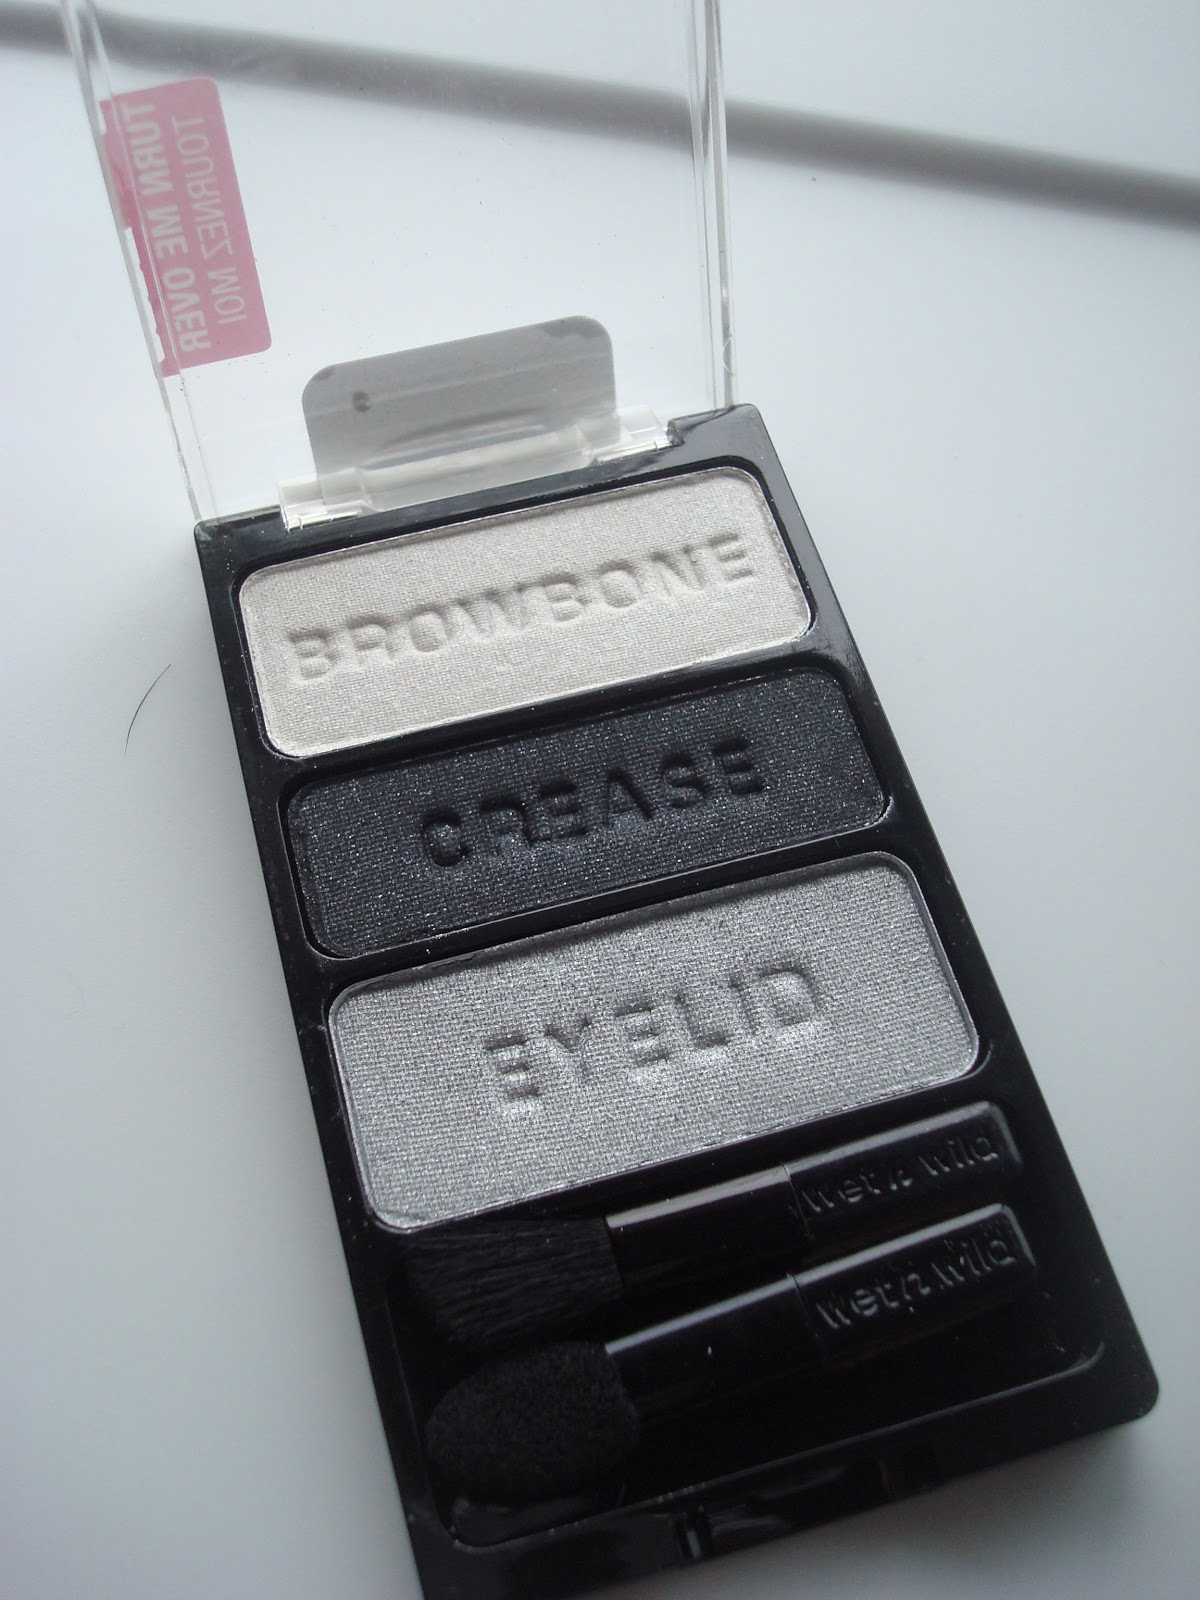 TURN ME OVER
TOURNEZ MOI
BROWBONE
CREASE
EYELID
wet n wild
wet n wild